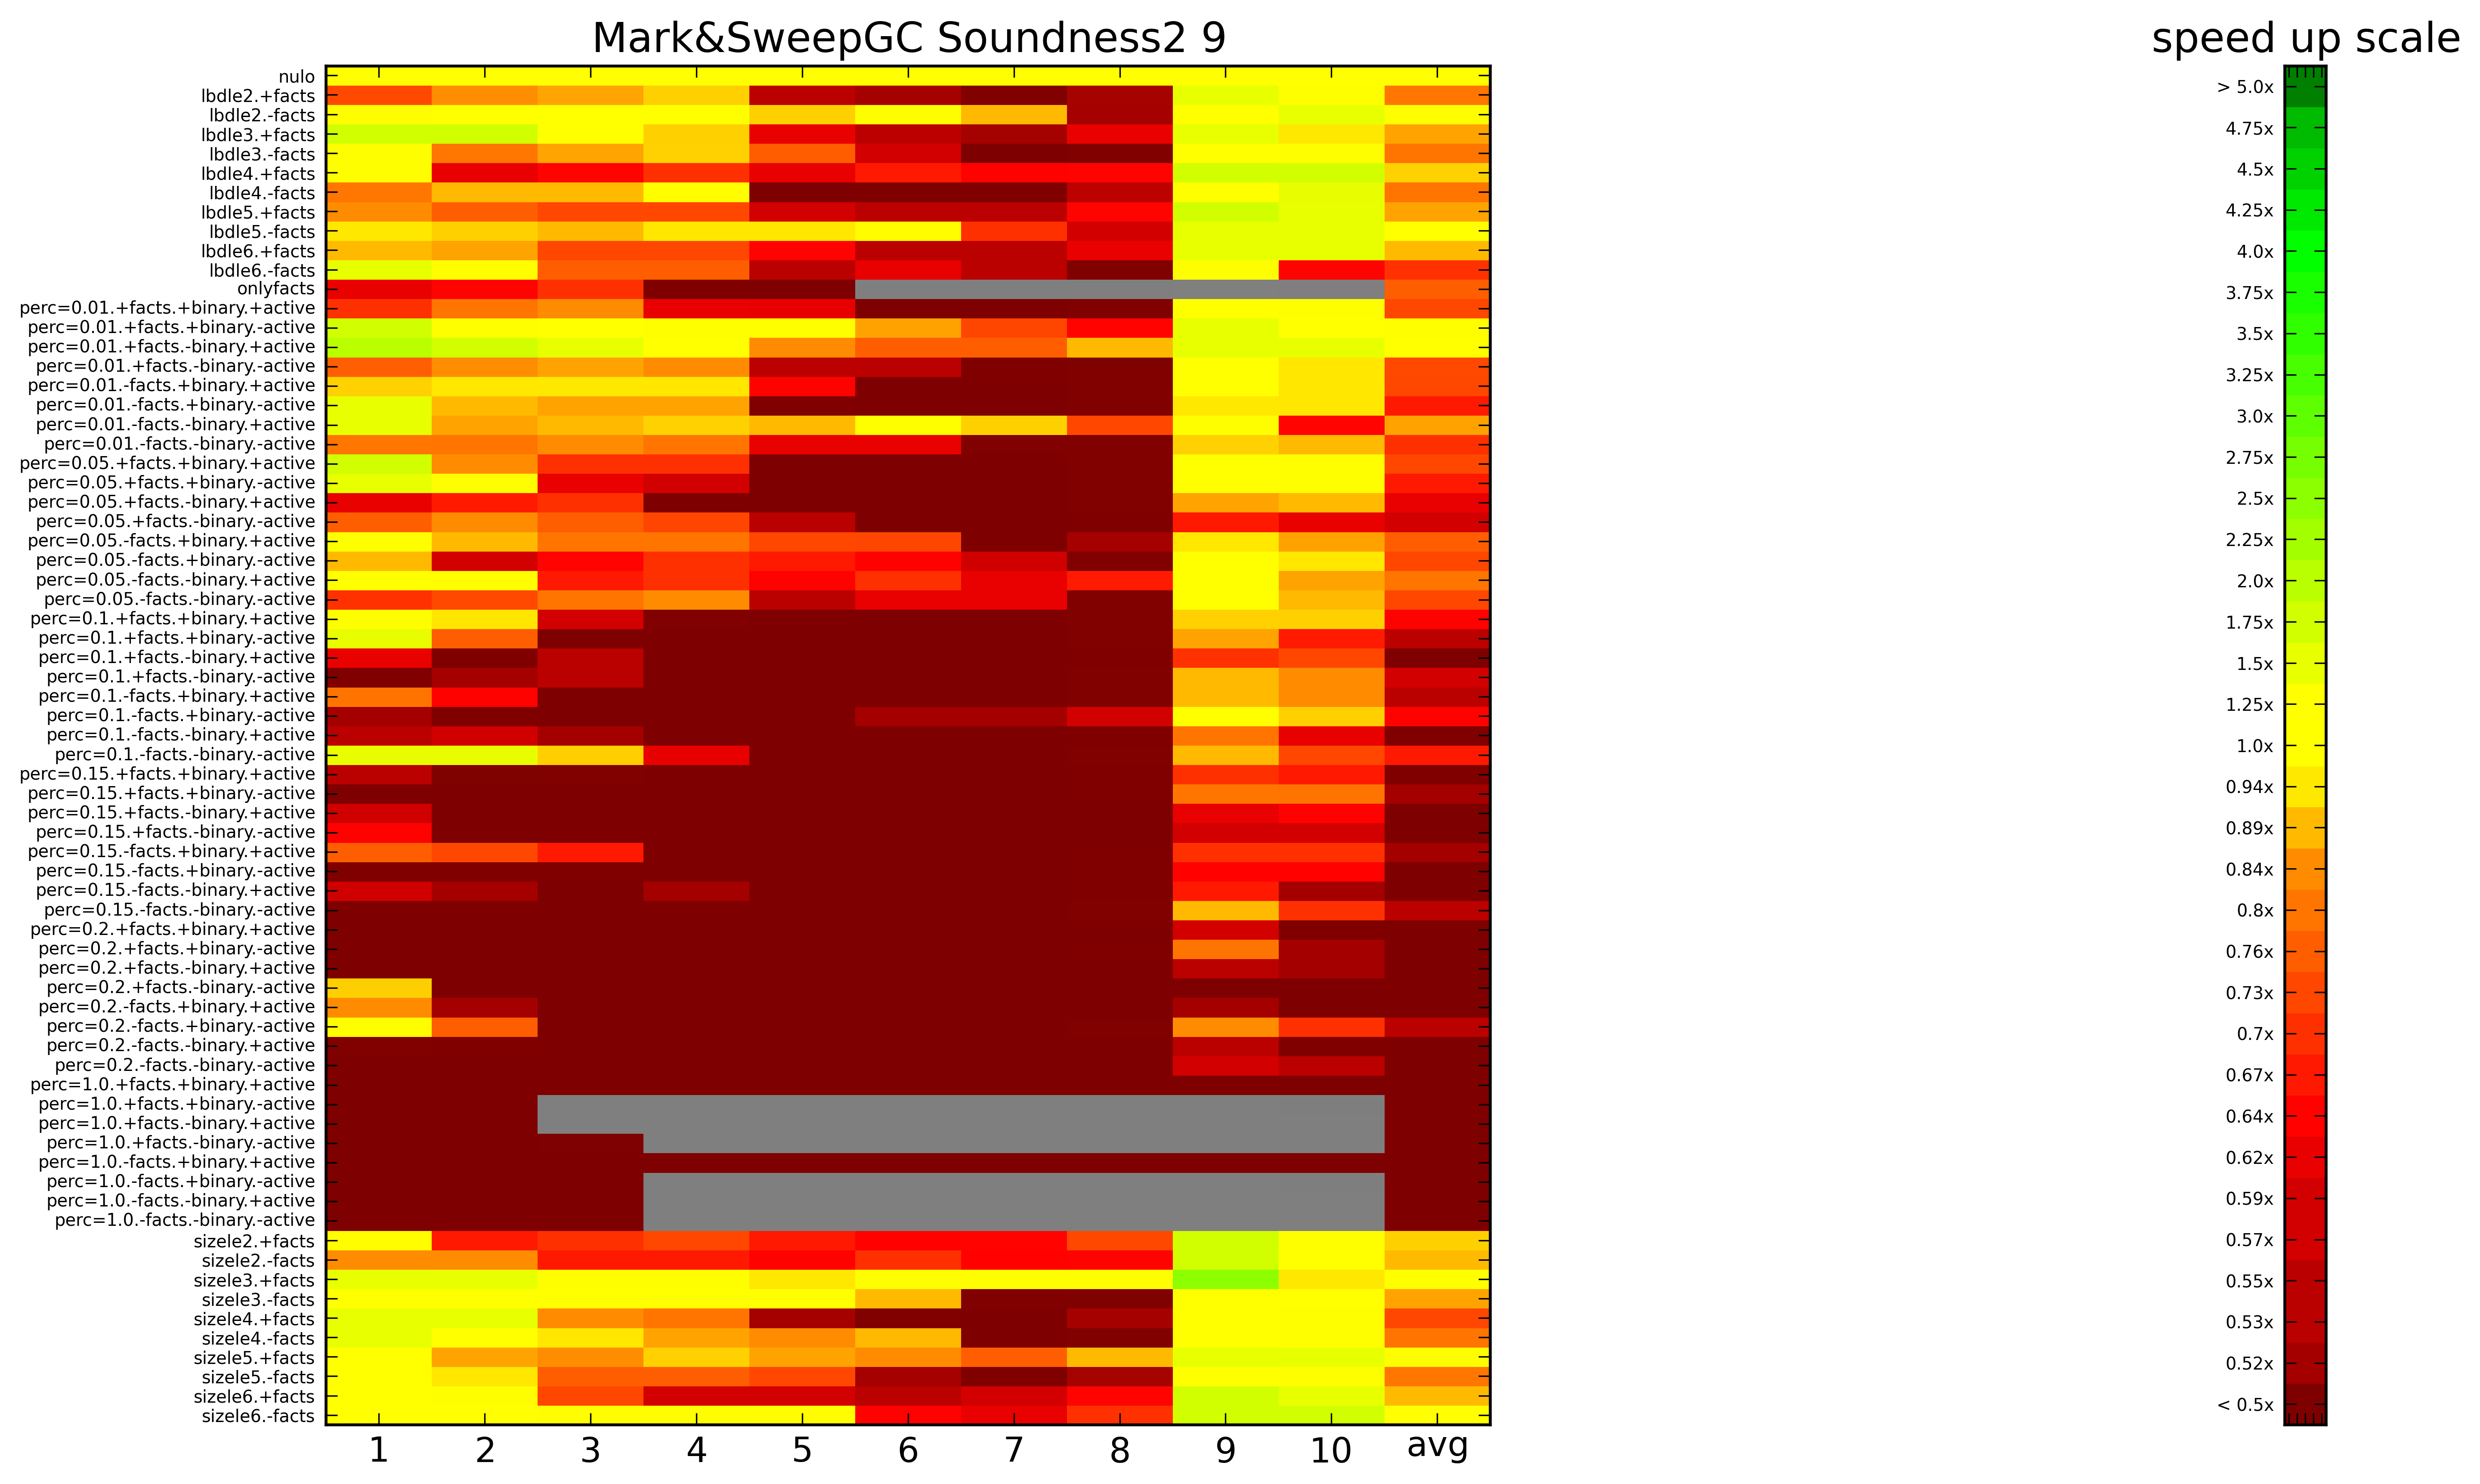 Mark&SweepGC Soundness2 9
speed up scale
nulo
lbdle2.+facts
lbdle2.-facts
lbdle3.+facts
lbdle3.-facts
lbdle4.+facts
lbdle4.-facts
lbdle5.+facts
lbdle5.-facts
lbdle6.+facts
lbdle6.-facts
onlyfacts
perc=0.01.+facts.+binary.+active
perc=0.01.+facts.+binary.-active
perc=0.01.+facts.-binary.+active
perc=0.01.+facts.-binary.-active
perc=0.01.-facts.+binary.+active
perc=0.01.-facts.+binary.-active
perc=0.01.-facts.-binary.+active
perc=0.01.-facts.-binary.-active
perc=0.05.+facts.+binary.+active
perc=0.05.+facts.+binary.-active
perc=0.05.+facts.-binary.+active
perc=0.05.+facts.-binary.-active
perc=0.05.-facts.+binary.+active
perc=0.05.-facts.+binary.-active
perc=0.05.-facts.-binary.+active
perc=0.05.-facts.-binary.-active
perc=0.1.+facts.+binary.+active
perc=0.1.+facts.+binary.-active
perc=0.1.+facts.-binary.+active
perc=0.1.+facts.-binary.-active
perc=0.1.-facts.+binary.+active
perc=0.1.-facts.+binary.-active
perc=0.1.-facts.-binary.+active
perc=0.1.-facts.-binary.-active
perc=0.15.+facts.+binary.+active
perc=0.15.+facts.+binary.-active
perc=0.15.+facts.-binary.+active
perc=0.15.+facts.-binary.-active
perc=0.15.-facts.+binary.+active
perc=0.15.-facts.+binary.-active
perc=0.15.-facts.-binary.+active
perc=0.15.-facts.-binary.-active
perc=0.2.+facts.+binary.+active
perc=0.2.+facts.+binary.-active
perc=0.2.+facts.-binary.+active
perc=0.2.+facts.-binary.-active
perc=0.2.-facts.+binary.+active
perc=0.2.-facts.+binary.-active
perc=0.2.-facts.-binary.+active
perc=0.2.-facts.-binary.-active
perc=1.0.+facts.+binary.+active
perc=1.0.+facts.+binary.-active
perc=1.0.+facts.-binary.+active
perc=1.0.+facts.-binary.-active
perc=1.0.-facts.+binary.+active
perc=1.0.-facts.+binary.-active
perc=1.0.-facts.-binary.+active
perc=1.0.-facts.-binary.-active
sizele2.+facts
sizele2.-facts
sizele3.+facts
sizele3.-facts
sizele4.+facts
sizele4.-facts
sizele5.+facts
sizele5.-facts
sizele6.+facts
sizele6.-facts
1 2 3 4 5 6 7 8 9 10 avg
> 5.0x
4.75x
4.5x
4.25x
4.0x
3.75x
3.5x
3.25x
3.0x
2.75x
2.5x
2.25x
2.0x
1.75x
1.5x
1.25x
1.0x
0.94x
0.89x
0.84x
0.8x
0.76x
0.73x
0.7x
0.67x
0.64x
0.62x
0.59x
0.57x
0.55x
0.53x
0.52x
< 0.5x